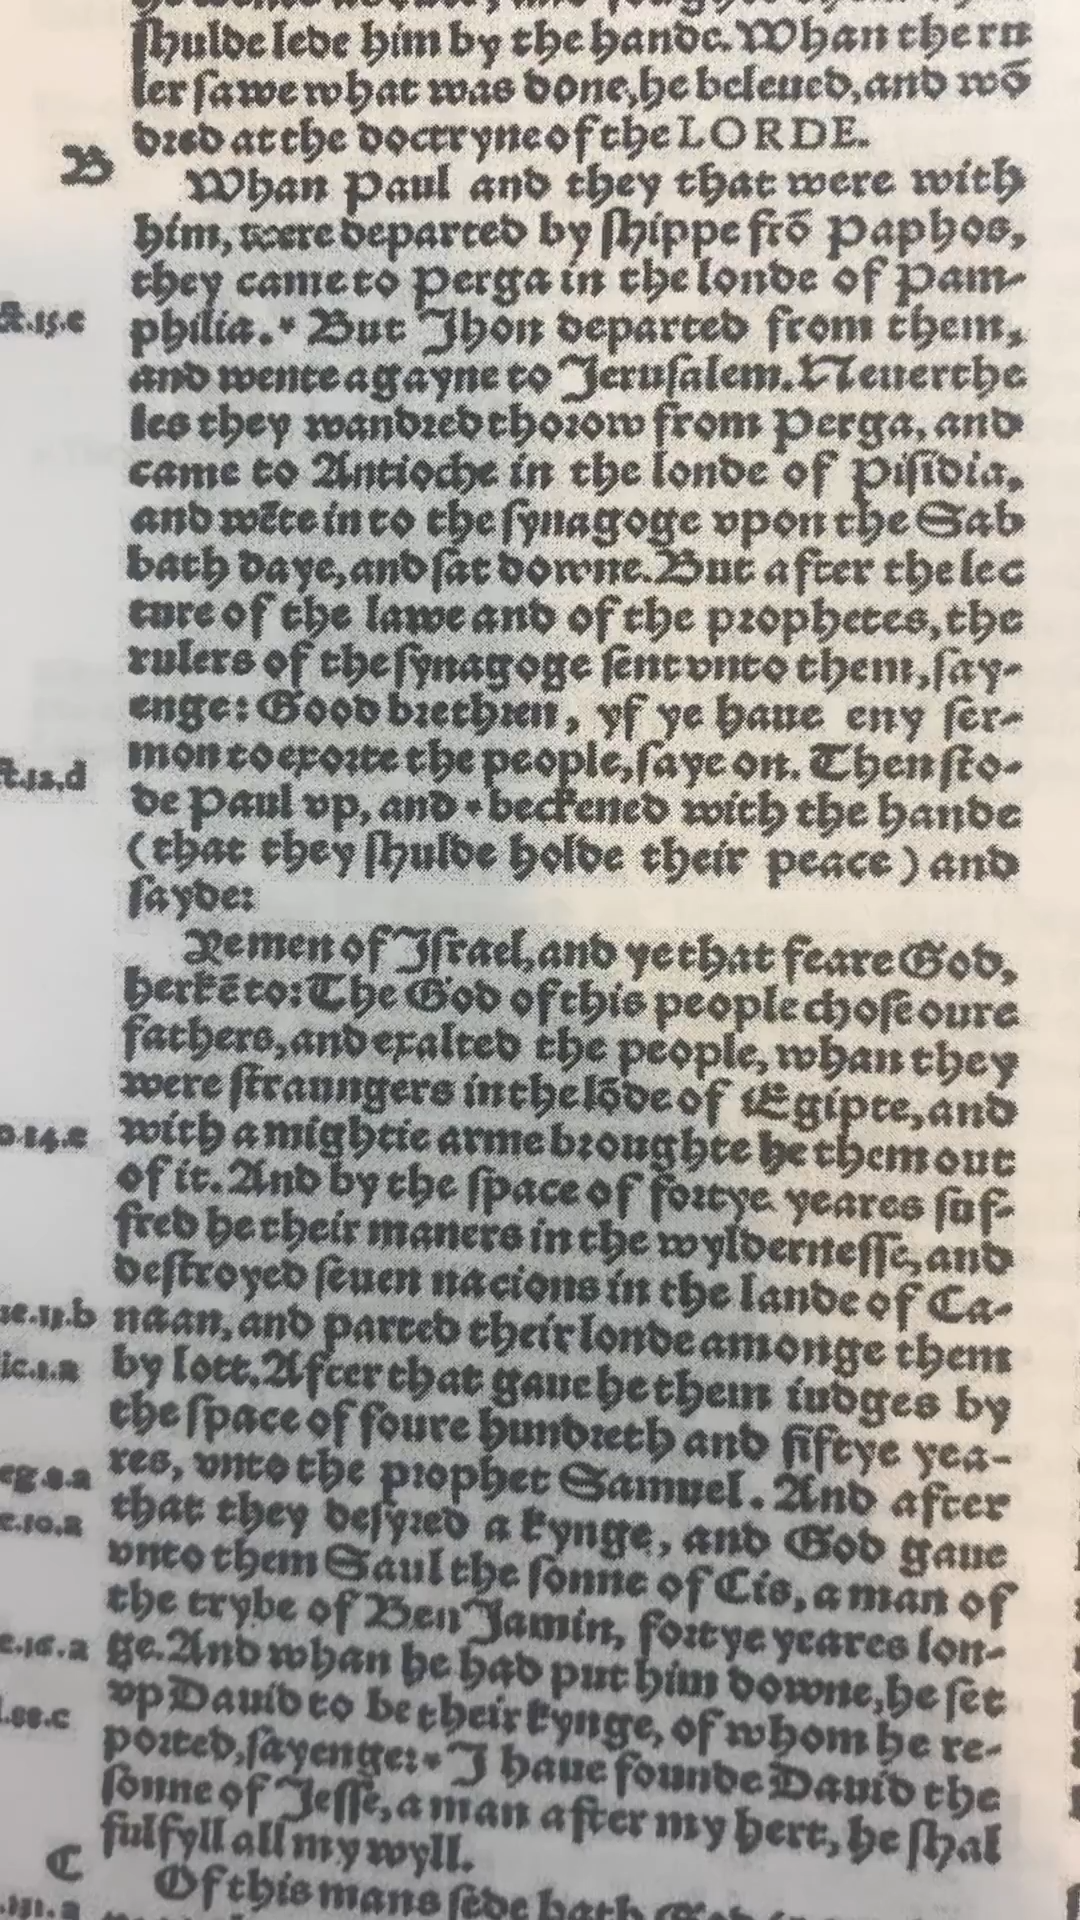 shulde lede him by the hande. Whan the ru
ler sawe what was done, he beleued, and wõ
dred at the doctryne of the LORDE.
B
Whan Paul and they that were with
him, were departed by shippe frõ Paphos,
they came to Perga in the londe of Pam-
15.c
philia.* But Jhon departed from them,
and wente agayne to Jerusalem. Neuerthe
les they wandred thorow from Perga, and
came to Antioche in the londe of Pisidia,
and wẽte in to the synagoge vpon the Sab
bath daye, and sat downe. But after the lec
ture of the lawe and of the prophetes, the
rulers of the synagoge sent vnto them, say-
enge: Good brethren, yf ye haue eny ser-
mon to exorte the people, saye on. Then sto-
12.d
de Paul vp, and *beckened with the hande
(that they shulde holde their peace) and
sayde:
Ye men of Israel, and ye that feare God,
herkẽ to: The God of this people chose oure
fathers, and exalted the people, whan they
were straungers in the lõde of Egipte, and
14.e
with a mightie arme broughte he them out
of it. And by the space of fortye yeares suf-
fred he their maners in the wyldernesse, and
destroyed seuen nacions in the lande of Ca-
naan, and parted their londe amonge them
by lott. After that gaue he them iudges by
the space of foure hundreth and fiftye yea-
res, vnto the prophet Samuel. And after
10.a
that they desyred a kynge, and God gaue
vnto them Saul the sonne of Cis, a man of
the trybe of Ben Jamin, fortye yeares lon-
16.a
ge. And whan he had put him downe, he set
vp Dauid to be their kynge, of whom he re-
ported, sayenge: *I haue founde Dauid the
sonne of Jesse, a man after my hert, he shal
fulfyll all my wyll.
C
Of this mans sede hath God